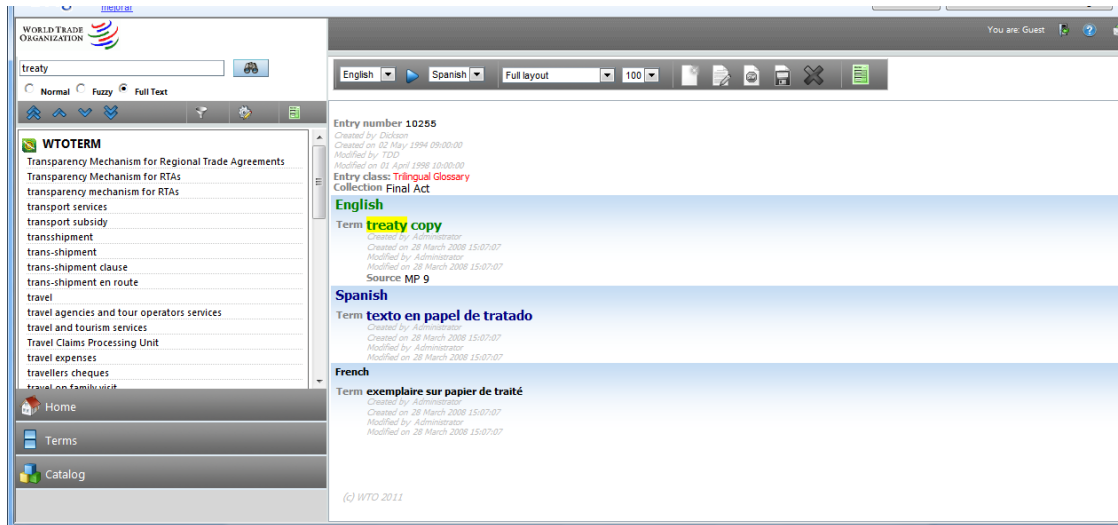 mejorar
WORLD TRADE
ORGANIZATION
You are: Guest
treaty
Normal Fuzzy Full Text
English Spanish Full layout 100
WTOTERM
Transparency Mechanism for Regional Trade Agreements
Transparency Mechanism for RTAs
transparency mechanism for RTAs
transport services
transport subsidy
transshipment
trans-shipment
trans-shipment clause
trans-shipment en route
travel
travel agencies and tour operators services
travel and tourism services
Travel Claims Processing Unit
travel expenses
travellers cheques
travel on family visit
Home
Terms
Catalog
Entry number 10255
Created by Dickson
Created on 02 May 1994 09:00:00
Modified by TDD
Modified on 01 April 1998 10:00:00
Entry class: Trilingual Glossary
Collection Final Act
English
Term treaty copy
Created by Administrator
Created on 28 March 2008 15:07:07
Modified by Administrator
Modified on 28 March 2008 15:07:07
Source MP 9
Spanish
Term texto en papel de tratado
Created by Administrator
Created on 28 March 2008 15:07:07
Modified by Administrator
Modified on 28 March 2008 15:07:07
French
Term exemplaire sur papier de traité
Created by Administrator
Created on 28 March 2008 15:07:07
Modified by Administrator
Modified on 28 March 2008 15:07:07
(c) WTO 2011